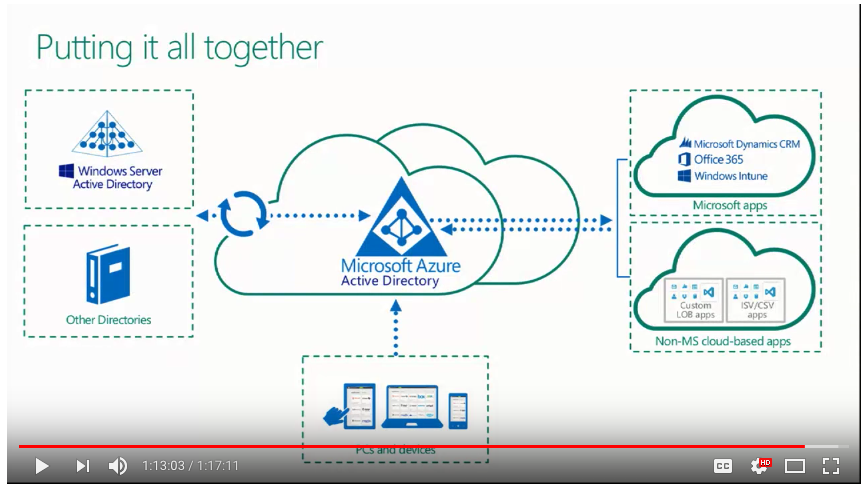 Putting it all together
Windows Server
Active Directory
Other Directories
Microsoft Azure
Active Directory
PCs and devices
Microsoft Dynamics CRM
Office 365
Windows Intune
Microsoft apps
Custom
LOB apps
ISV/CSV
apps
Non-MS cloud-based apps
1:13:03 / 1:17:11
CC
HD